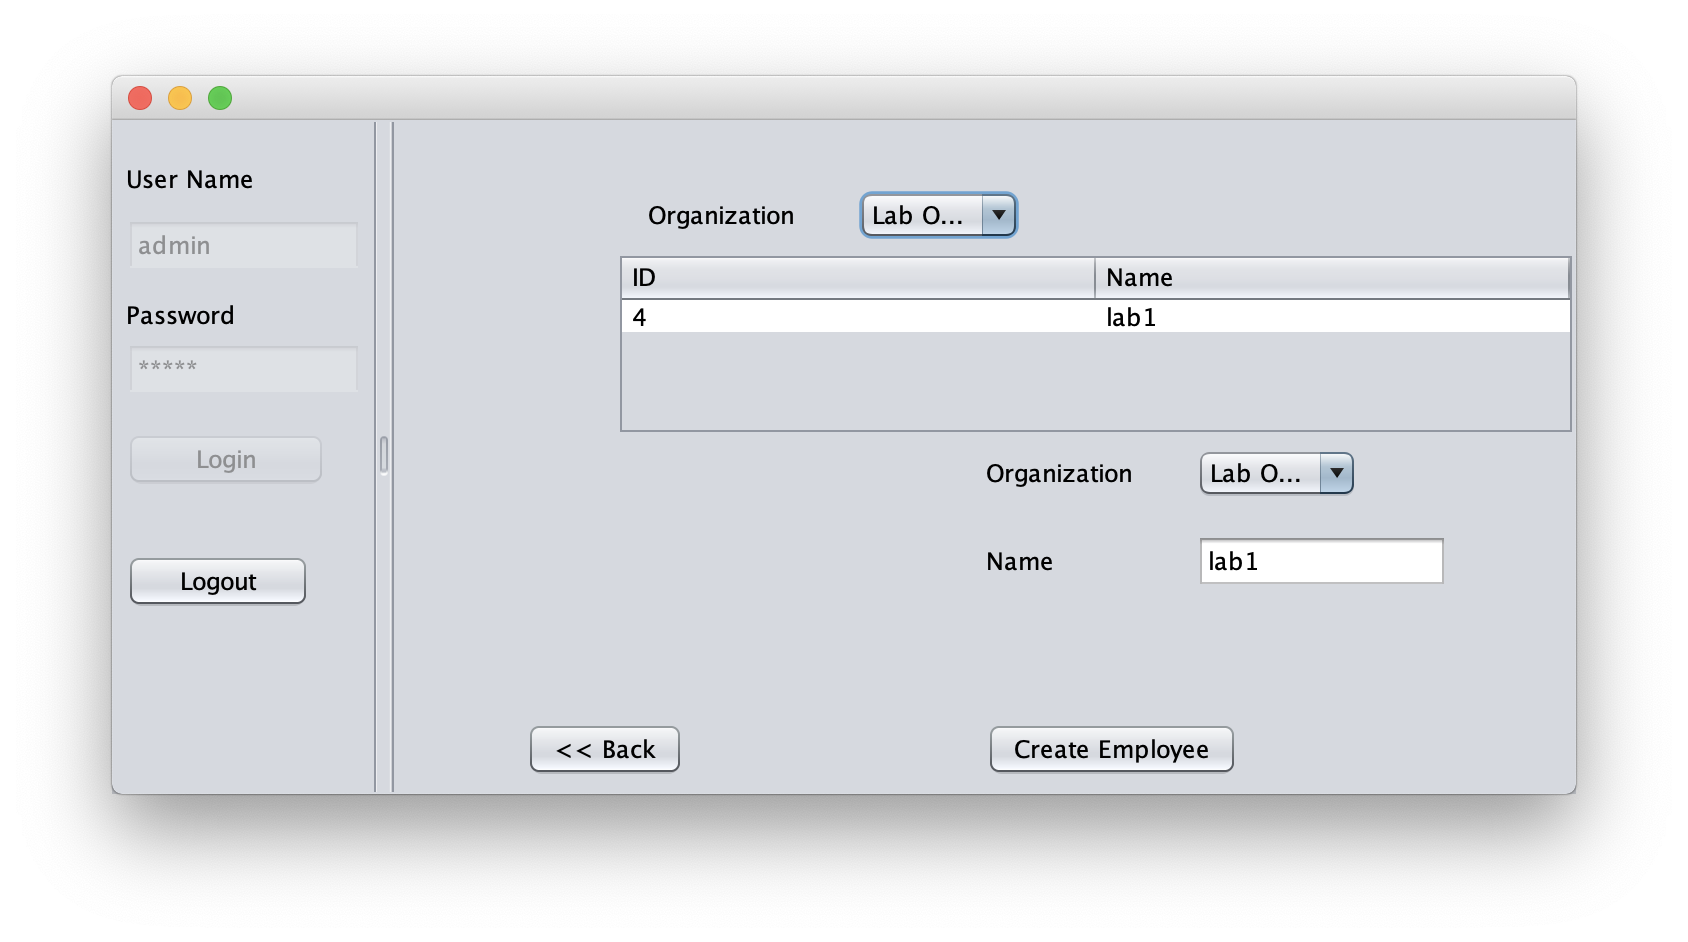 User Name
admin
Password
*****
Login
Logout
Organization
Lab O...
ID Name
4 lab1
Organization
Lab O...
Name
lab1
<< Back
Create Employee